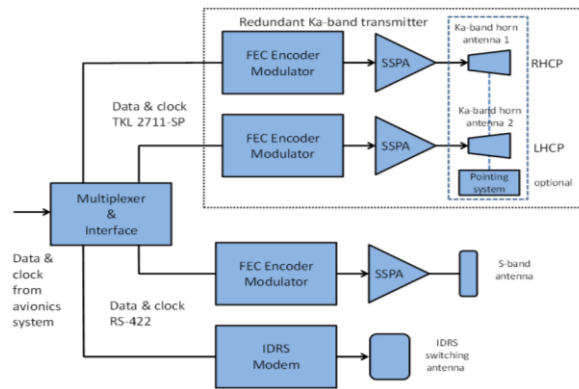 Redundant Ka-band transmitter
Ka-band horn
antenna 1
FEC Encoder
Modulator
SSPA
RHCP
Data & clock
TKL 2711-SP
Ka-band horn
antenna 2
FEC Encoder
Modulator
SSPA
LHCP
Pointing
system
optional
Multiplexer
&
Interface
Data &
clock
from
avionics
system
FEC Encoder
Modulator
SSPA
S-band
antenna
Data & clock
RS-422
IDRS
Modem
IDRS
switching
antenna